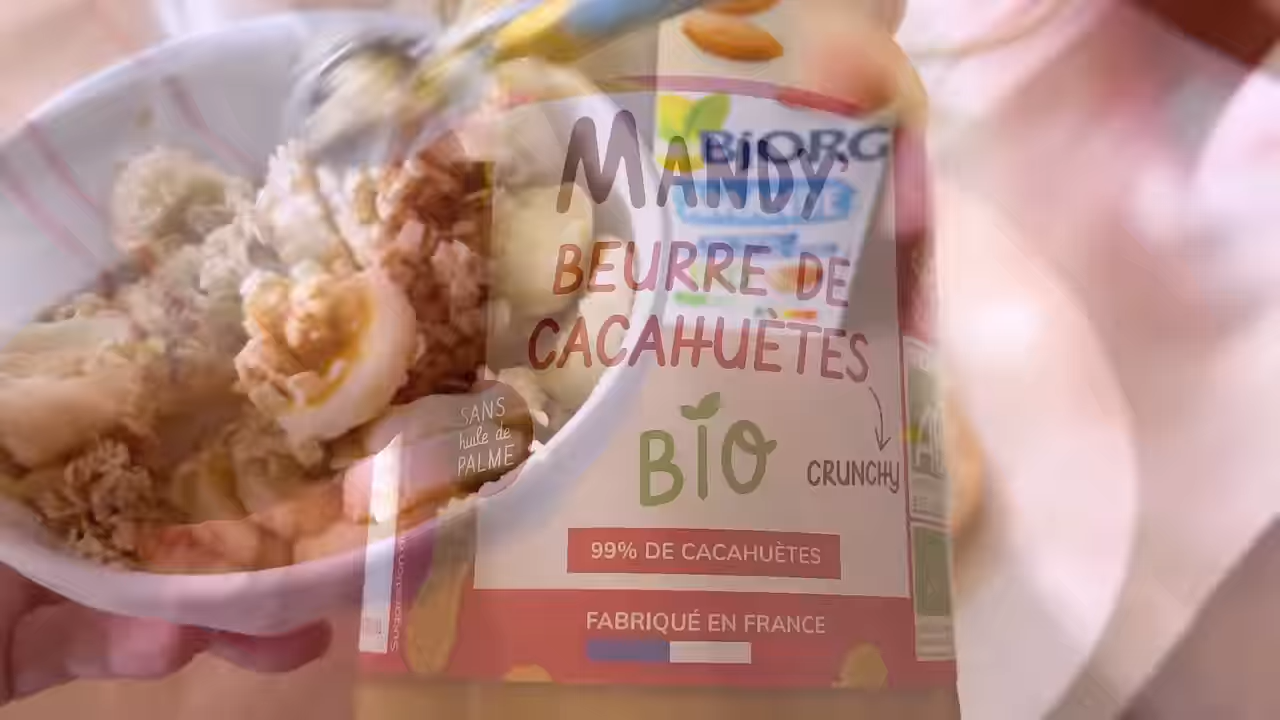 MANDY'
BEURRE DE
CACAHUÈTES
BIO
CRUNCHY
SANS
huile de
PALME
99% DE CACAHUÈTES
FABRIQUÉ EN FRANCE
BiORG